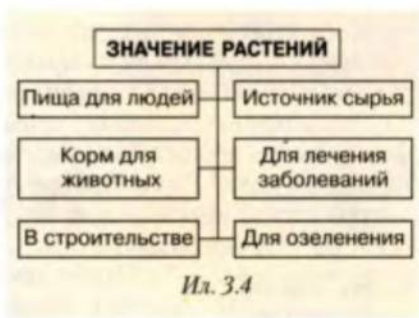 ЗНАЧЕНИЕ РАСТЕНИЙ
Пища для людей
Источник сырья
Корм для
животных
Для лечения
заболеваний
В строительстве
Для озеленения
Ил. 3.4